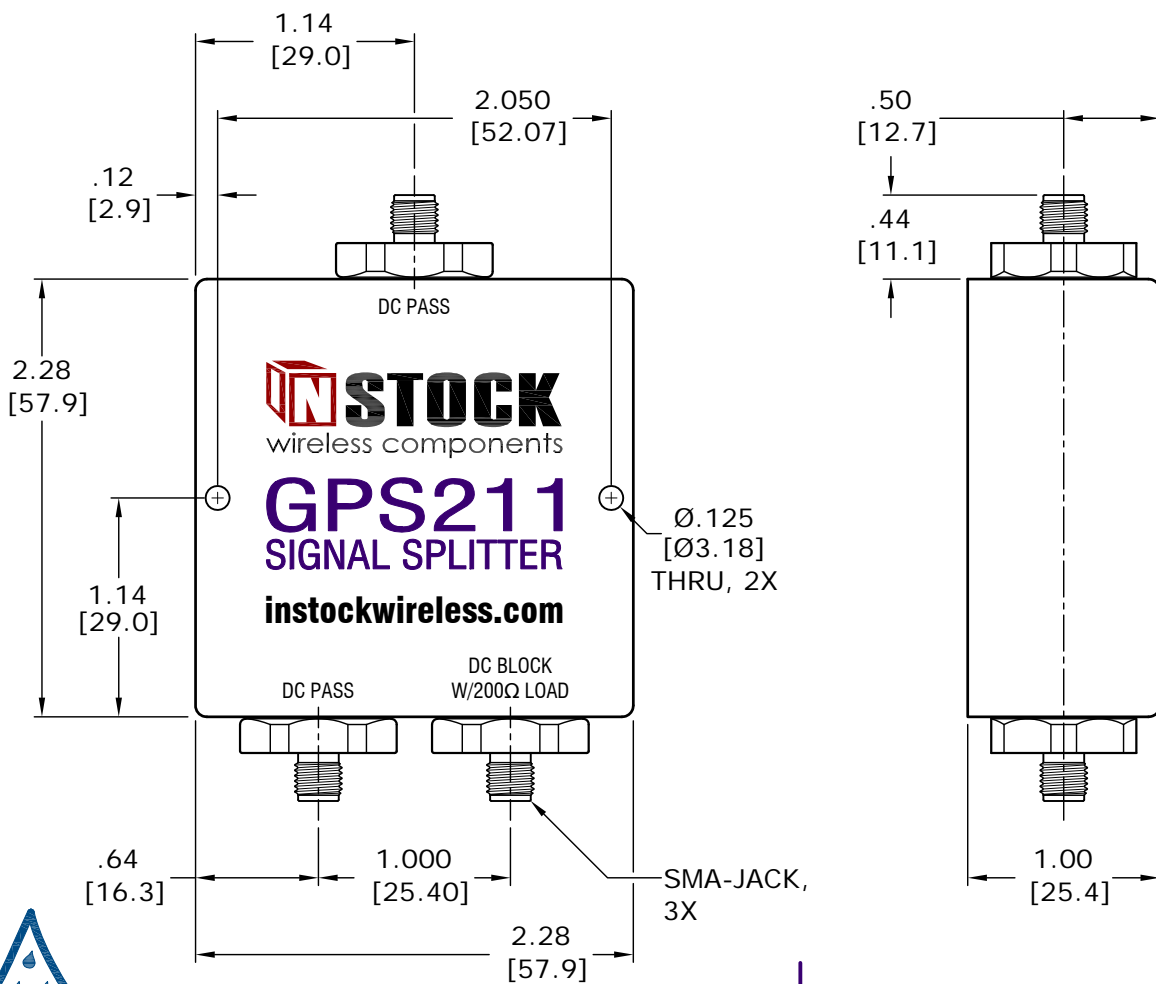 1.14
[29.0]
2.050
[52.07]
.50
[12.7]
.12
[2.9]
.44
[11.1]
DC PASS
2.28
[57.9]
IN STOCK
wireless components
GPS211
SIGNAL SPLITTER
Ø.125
[Ø3.18]
THRU, 2X
1.14
[29.0]
instockwireless.com
DC BLOCK
W/200Ω LOAD
DC PASS
.64
[16.3]
1.000
[25.40]
SMA-JACK,
3X
1.00
[25.4]
2.28
[57.9]